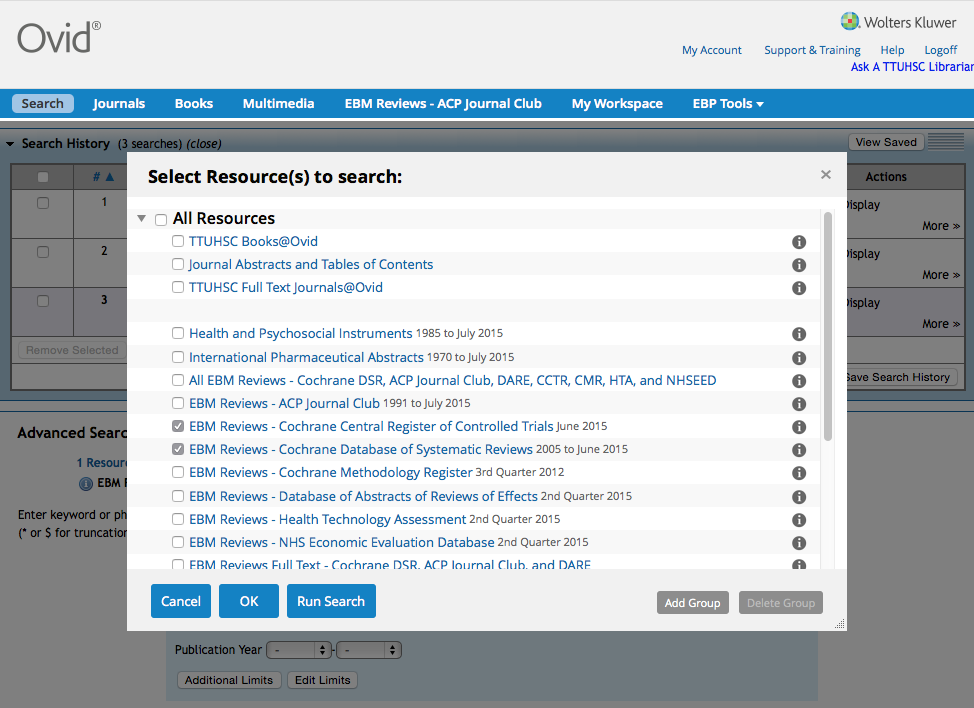 Ovid®
Wolters Kluwer
My Account Support & Training Help Logoff
Ask A TTUHSC Librarian
Search Journals Books Multimedia EBM Reviews - ACP Journal Club My Workspace EBP Tools
Search History (3 searches) (close)
View Saved
# ▲ Actions
1 Display
More »
2 Display
More »
3 Display
More »
Remove Selected
Save Search History
Select Resource(s) to search:
×
All Resources
TTUHSC Books@Ovid
Journal Abstracts and Tables of Contents
TTUHSC Full Text Journals@Ovid
Health and Psychosocial Instruments 1985 to July 2015
International Pharmaceutical Abstracts 1970 to July 2015
All EBM Reviews - Cochrane DSR, ACP Journal Club, DARE, CCTR, CMR, HTA, and NHSEED
EBM Reviews - ACP Journal Club 1991 to July 2015
EBM Reviews - Cochrane Central Register of Controlled Trials June 2015
EBM Reviews - Cochrane Database of Systematic Reviews 2005 to June 2015
EBM Reviews - Cochrane Methodology Register 3rd Quarter 2012
EBM Reviews - Database of Abstracts of Reviews of Effects 2nd Quarter 2015
EBM Reviews - Health Technology Assessment 2nd Quarter 2015
EBM Reviews - NHS Economic Evaluation Database 2nd Quarter 2015
EBM Reviews Full Text - Cochrane DSR, ACP Journal Club, and DARE
Cancel OK Run Search Add Group Delete Group
Advanced Searc
1 Resour
EBM R
Enter keyword or ph
(* or $ for truncation
Publication Year - - -
Additional Limits Edit Limits